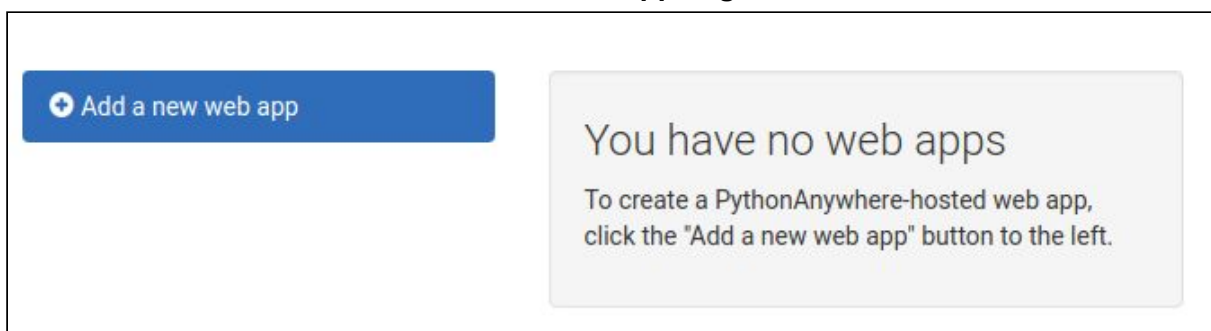 Add a new web app
You have no web apps
To create a PythonAnywhere-hosted web app,
click the "Add a new web app" button to the left.